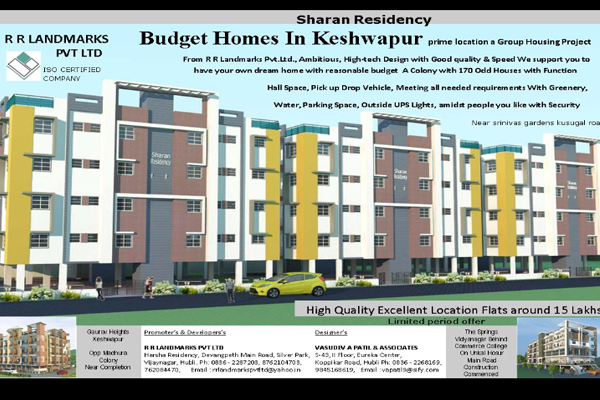 Sharan Residency
R R LANDMARKS
PVT LTD
ISO CERTIFIED
COMPANY
Budget Homes In Keshwapur prime location a Group Housing Project
From R R Landmarks Pvt.Ltd., Ambitious, High-tech Design with Good quality & Speed We support you to
have your own dream home with reasonable budget A Colony with 170 Odd Houses with Function
Hall Space, Pick up Drop Vehicle, Meeting all needed requirements With Greenery,
Water, Parking Space, Outside UPS Lights, amidst people you like with Security
Near srinivas gardens kusugal roa
Sharan
Residency
Sharan
Residency
Sharan
Residency
High Quality Excellent Location Flats around 15 Lakhs
Limited period offer
Gaurav Heights
Keshwapur
Opp Madhura
Colony
Near Completion
Promoter's & Developers's
R R LANDMARKS PVT LTD
Harsha Residency, Devangpeth Main Road, Silver Park,
Vijaynagar, Hubli. Ph: 0836 - 2287208, 8762104703,
762084470, Email : rrlandmarkspvtltd@yahoo.in
Designer's
VASUDEV A PATIL & ASSOCIATES
S-43, II Floor, Eureka Center,
Koppikar Road, Hubli Ph: 0836 - 2268169,
9845168619, Email : vapatil9@sify.com
The Springs
Vidyanagar Behind
Commerce College
On Unkal Hosur
Main Road
Construction
Commenced